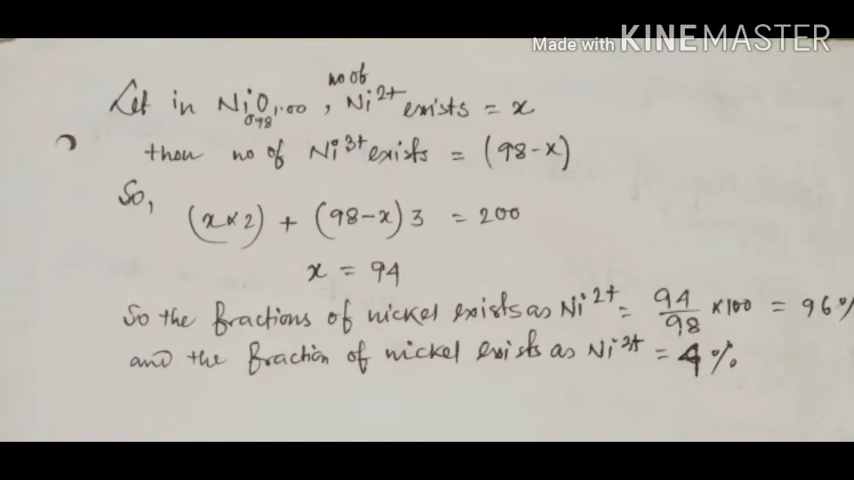 Made with KINEMASTER
Let in Ni0.98O1.00, no of Ni2+ exists = x
then no of Ni3+ exists = (98-x)
So,
(x×2) + (98-x) 3 = 200
x = 94
So the fractions of nickel exists as Ni2+ = 94/98 ×100 = 96%
and the fraction of nickel exists as Ni3+ = 4%